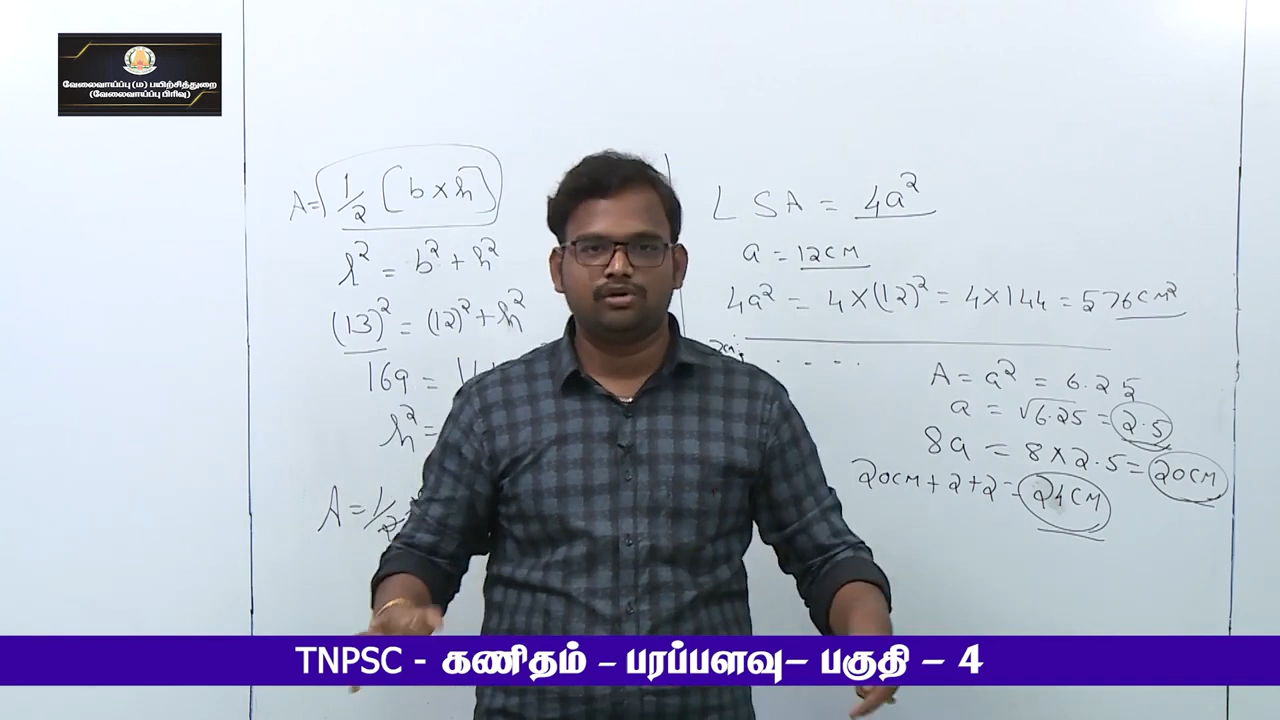 வேலைவாய்ப்பு (ம) பயிற்சித்துறை
(வேலைவாய்ப்பு பிரிவு)
A = 1/2 [b × h]
l² = b² + h²
(13)² = (12)² + h²
169 =
h² =
A = 1/2
LSA = 4a²
a = 12cm
4a² = 4×(12)² = 4×144 = 576cm²
A = a² = 6.25
a = √6.25 = 2.5
8a = 8×2.5 = 20cm
20cm+2+2 = 24cm
TNPSC - கணிதம் – பரப்பளவு– பகுதி – 4